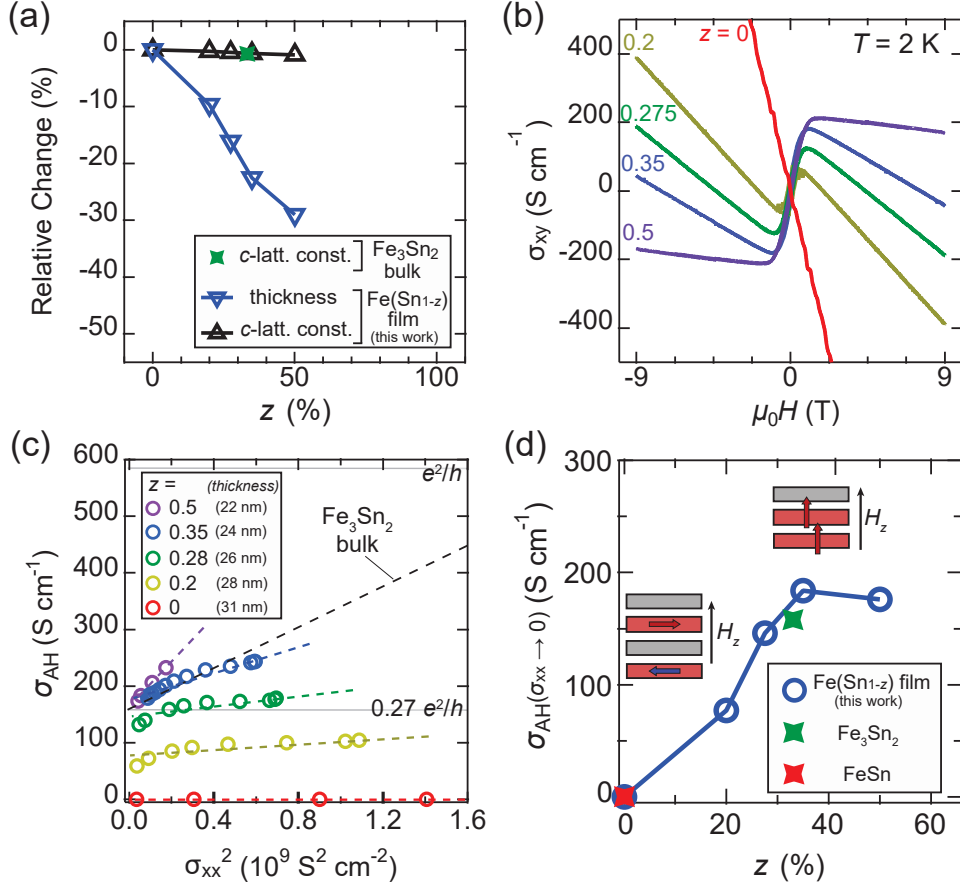 (a)
Relative Change (%)
0
-10
-20
-30
-40
-50
c-latt. const.
Fe3Sn2
bulk
thickness
c-latt. const.
Fe(Sn1-z)
film
(this work)
0
50
100
z (%)
(b)
σxy (S cm-1)
400
200
0
-200
-400
0.2
z = 0
T = 2 K
0.275
0.35
0.5
-9
0
9
μ0H (T)
(c)
σAH (S cm-1)
600
500
400
300
200
100
0
z =
(thickness)
0.5 (22 nm)
0.35 (24 nm)
0.28 (26 nm)
0.2 (28 nm)
0 (31 nm)
e2/h
Fe3Sn2
bulk
0.27 e2/h
0.0
0.4
0.8
1.2
1.6
σxx2 (109 S2 cm-2)
(d)
σAH(σxx→ 0) (S cm-1)
300
200
100
0
Hz
Hz
Fe(Sn1-z) film
(this work)
Fe3Sn2
FeSn
0
20
40
60
z (%)